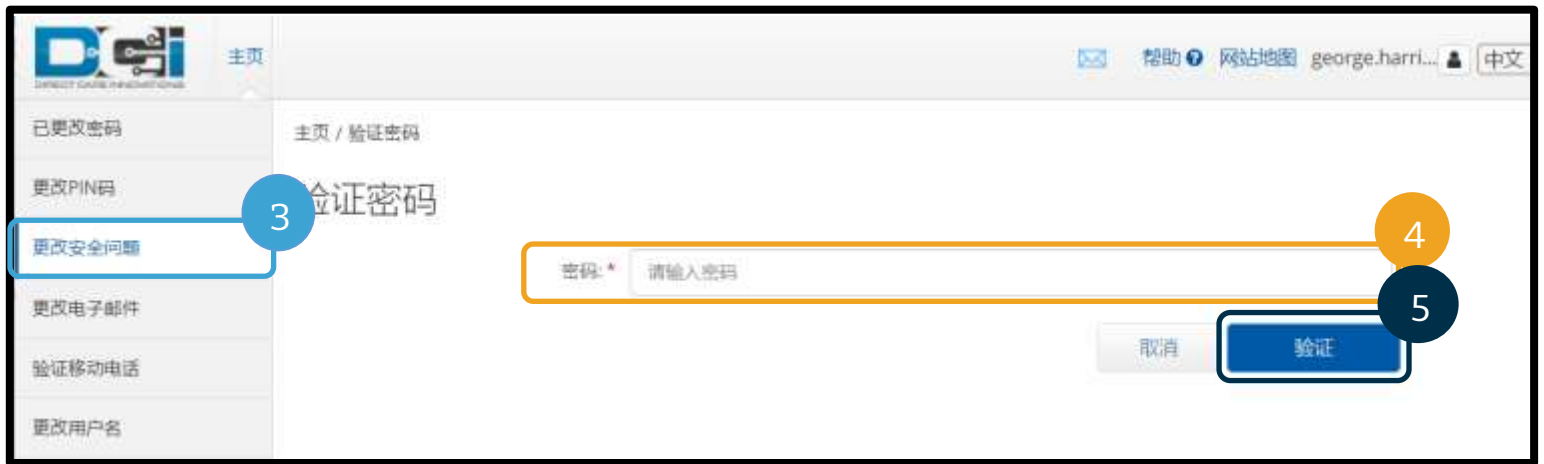 DCi
DIRECT CARE INNOVATIONS
主页
帮助
网站地图
george.harri...
中文
已更改密码
更改PIN码
更改安全问题
更改电子邮件
验证移动电话
更改用户名
主页 / 验证密码
验证密码
密码: *
请输入密码
取消
验证
3
4
5